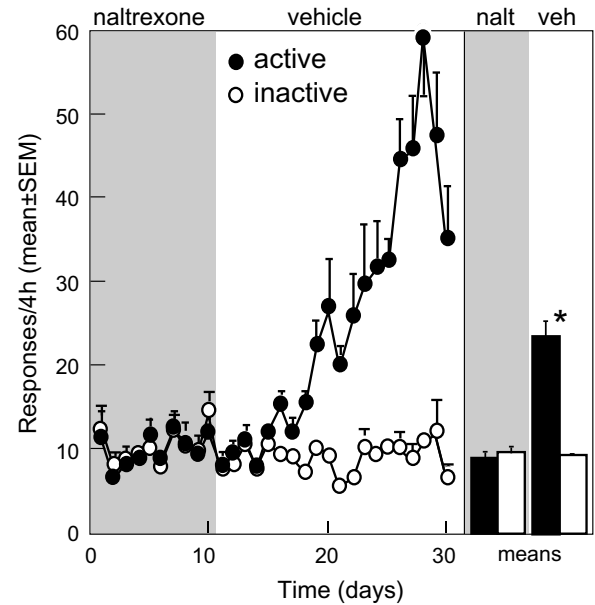 naltrexone vehicle nalt veh
active
inactive
*
Responses/4h (mean±SEM)
60
50
40
30
20
10
0
0 10 20 30
means
Time (days)